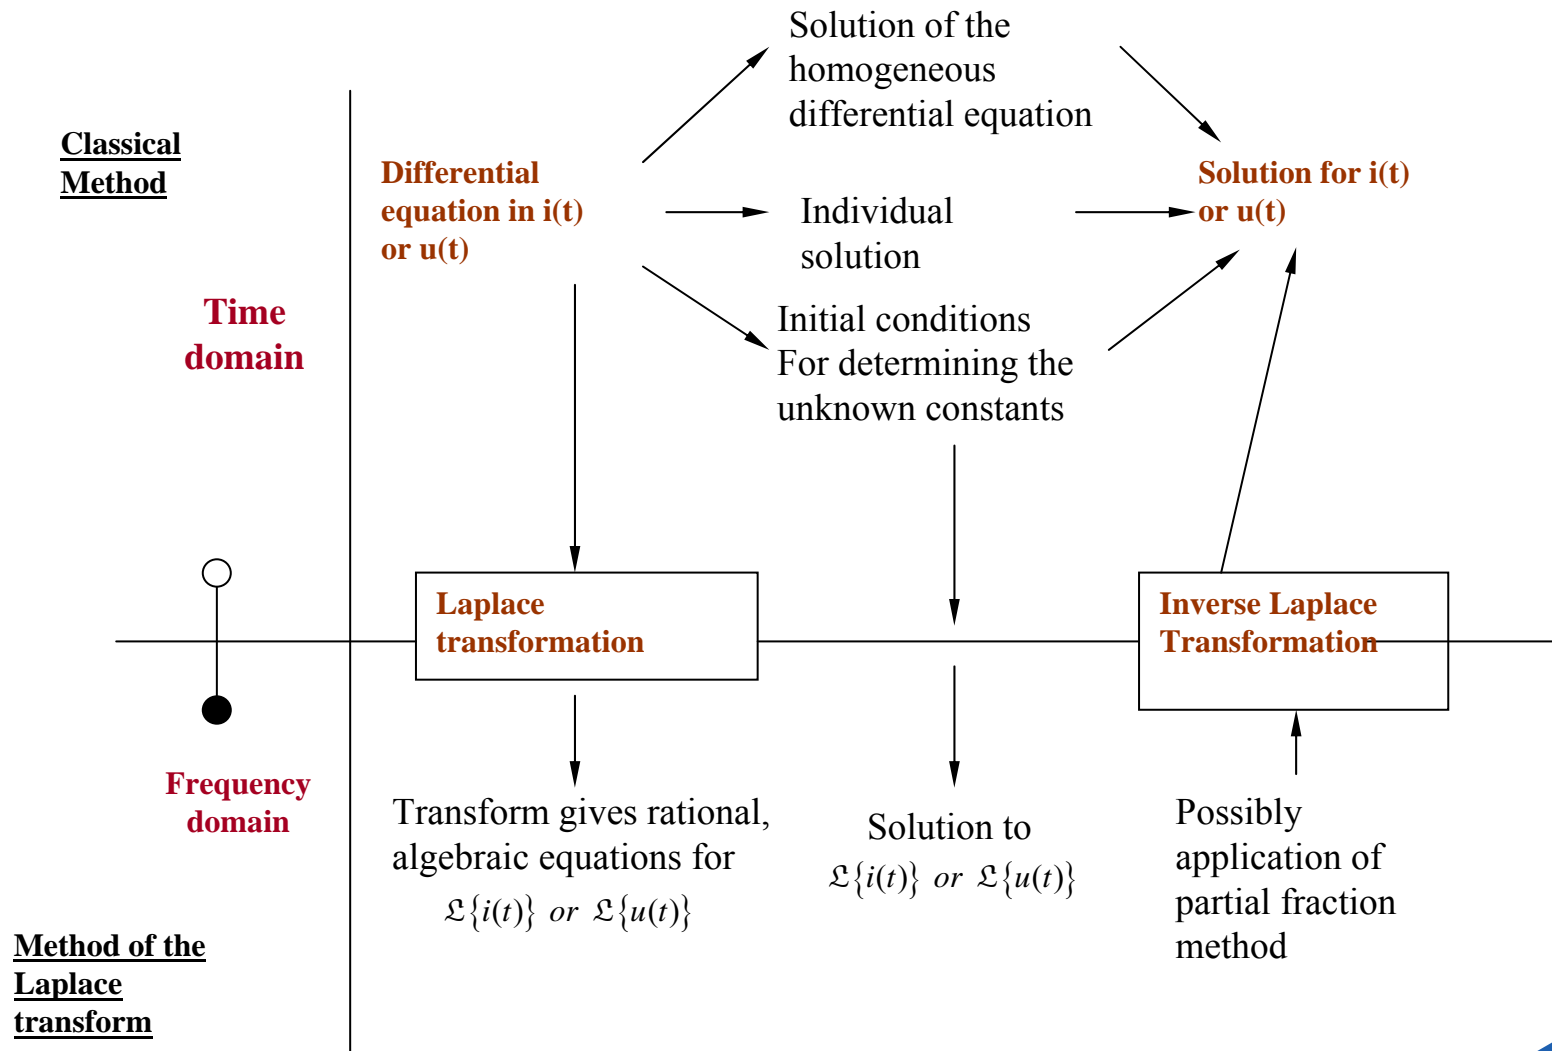 Solution of the
homogeneous
differential equation
Classical
Method
Differential
equation in i(t)
or u(t)
Individual
solution
Solution for i(t)
or u(t)
Time
domain
Initial conditions
For determining the
unknown constants
Laplace
transformation
Inverse Laplace
Transformation
Frequency
domain
Transform gives rational,
algebraic equations for
𝔏{i(t)} or 𝔏{u(t)}
Solution to
𝔏{i(t)} or 𝔏{u(t)}
Possibly
application of
partial fraction
method
Method of the
Laplace
transform